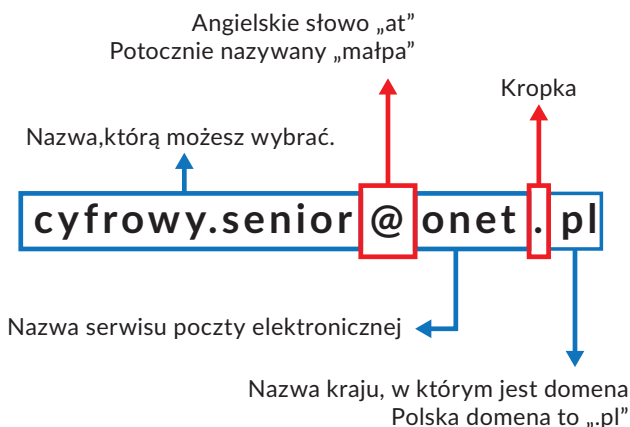 Angielskie słowo „at”
Potocznie nazywany „małpa”
Kropka
Nazwa,którą możesz wybrać.
cyfrowy.senior@onet.pl
Nazwa serwisu poczty elektronicznej
Nazwa kraju, w którym jest domena
Polska domena to „.pl”